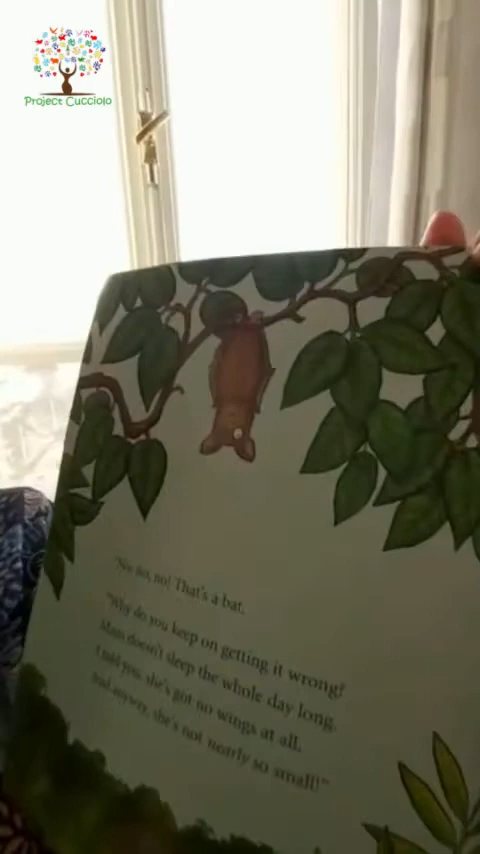 Project Cucciolo
"No, no, no! That's a bat.
"Why do you keep on getting it wrong?
Mom doesn't sleep the whole day long.
I told you, she's got no wings at all,
and anyway, she's not nearly so small!"